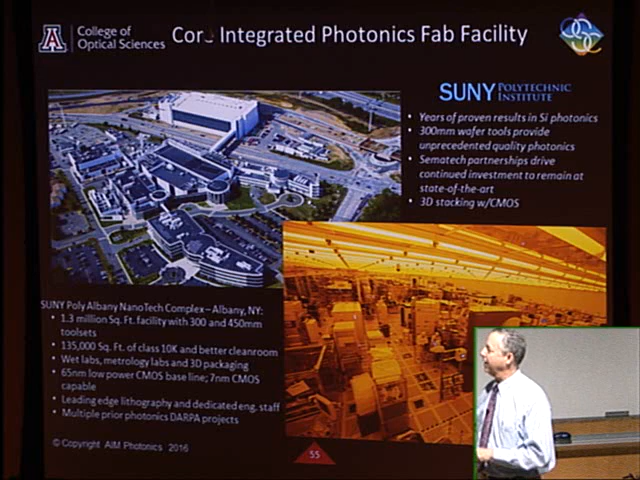 A
College of
Optical Sciences
Core Integrated Photonics Fab Facility
SUNY POLYTECHNIC
INSTITUTE
• Years of proven results in Si photonics
• 300mm wafer tools provide
unprecedented quality photonics
• Sematech partnerships drive
continued investment to remain at
state-of-the-art
• 3D stacking w/CMOS
SUNY Poly Albany NanoTech Complex – Albany, NY:
• 1.3 million Sq. Ft. facility with 300 and 450mm
toolsets
• 135,000 Sq. Ft. of class 10K and better cleanroom
• Wet labs, metrology labs and 3D packaging
• 65nm low power CMOS base line; 7nm CMOS
capable
• Leading edge lithography and dedicated eng. staff
• Multiple prior photonics DARPA projects
© Copyright AIM Photonics 2016
55